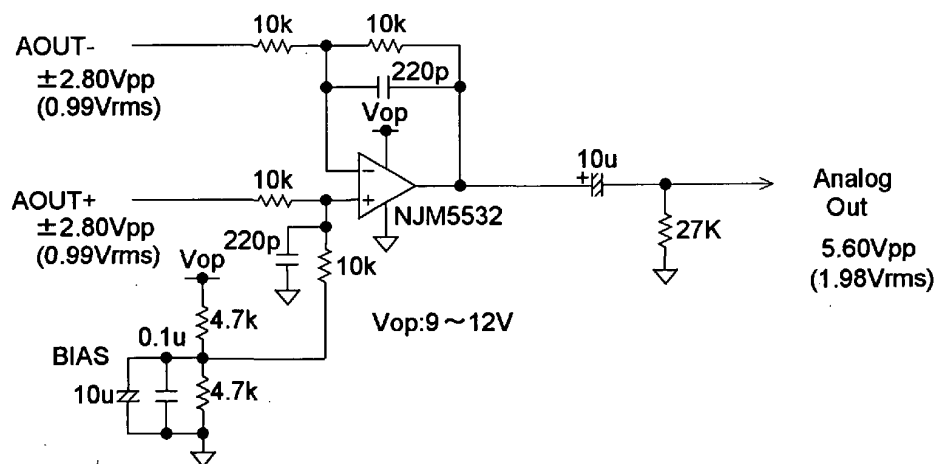 10k
10k
AOUT-
±2.80Vpp
(0.99Vrms)
220p
Vop
−
+
NJM5532
10u
+
Analog
Out
5.60Vpp
(1.98Vrms)
27K
10k
AOUT+
±2.80Vpp
(0.99Vrms)
220p
10k
Vop
4.7k
Vop:9～12V
0.1u
BIAS
10u
4.7k